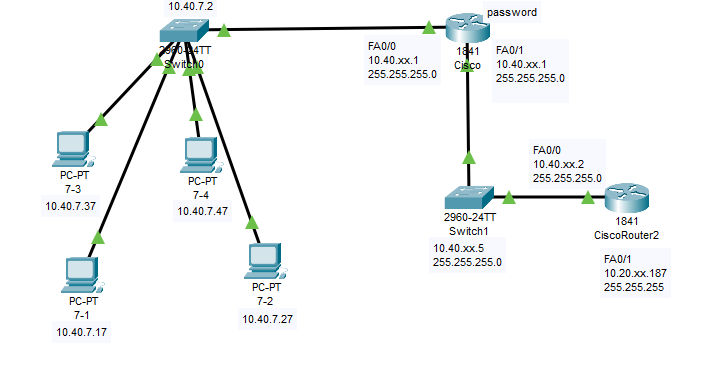 10.40.7.2
2960-24TT
Switch0
password
1841
Cisco
FA0/0
10.40.xx.1
255.255.255.0
FA0/1
10.40.xx.1
255.255.255.0
PC-PT
7-3
10.40.7.37
PC-PT
7-4
10.40.7.47
FA0/0
10.40.xx.2
255.255.255.0
2960-24TT
Switch1
10.40.xx.5
255.255.255.0
1841
CiscoRouter2
FA0/1
10.20.xx.187
255.255.255
PC-PT
7-1
10.40.7.17
PC-PT
7-2
10.40.7.27